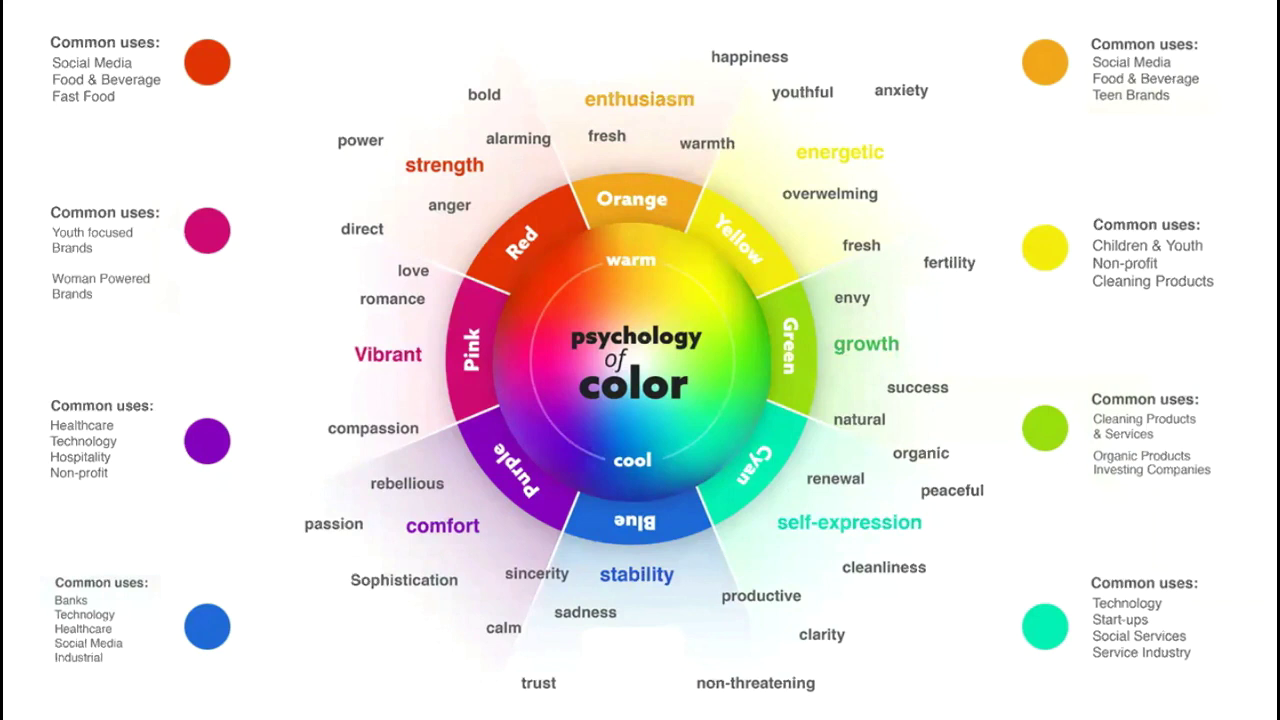 Common uses:
Social Media
Food & Beverage
Fast Food
Common uses:
Youth focused
Brands
Woman Powered
Brands
Common uses:
Healthcare
Technology
Hospitality
Non-profit
Common uses:
Banks
Technology
Healthcare
Social Media
Industrial
happiness
bold
enthusiasm
youthful
anxiety
power
alarming
fresh
warmth
strength
energetic
anger
overwelming
direct
love
romance
fresh
fertility
envy
Vibrant
growth
success
compassion
natural
rebellious
organic
renewal
peaceful
passion
comfort
self-expression
Sophistication
sincerity
stability
cleanliness
sadness
productive
calm
clarity
trust
non-threatening
Orange
Red
Yellow
Pink
Green
Purple
Cyan
Blue
warm
psychology
of
color
cool
Common uses:
Social Media
Food & Beverage
Teen Brands
Common uses:
Children & Youth
Non-profit
Cleaning Products
Common uses:
Cleaning Products
& Services
Organic Products
Investing Companies
Common uses:
Technology
Start-ups
Social Services
Service Industry